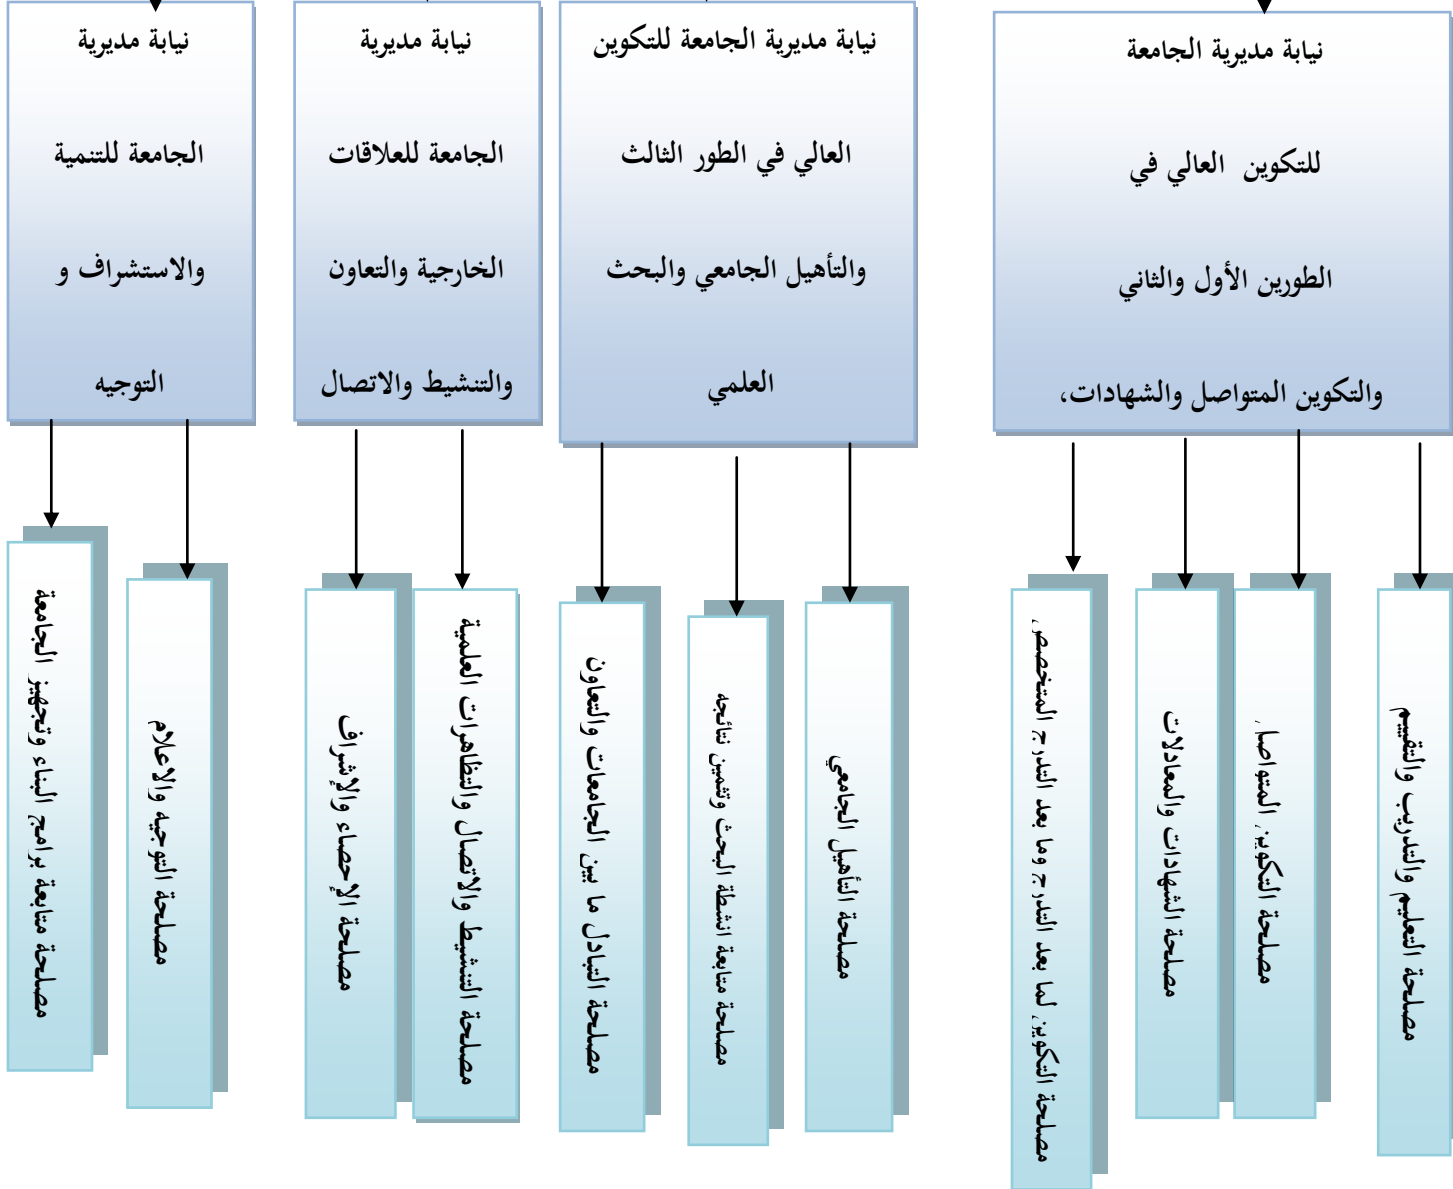 نيابة مديرية الجامعة
للتكوين العالي في
الطورين الأول والثاني
والتكوين المتواصل والشهادات،
نيابة مديرية الجامعة للتكوين
العالي في الطور الثالث
والتأهيل الجامعي والبحث
العلمي
نيابة مديرية
الجامعة للعلاقات
الخارجية والتعاون
والتنشيط والاتصال
نيابة مديرية
الجامعة للتنمية
والاستشراف و
التوجيه
مصلحة التعليم والتدريب والتقييم
مصلحة التكوين المتواصل
مصلحة الشهادات والمعادلات
مصلحة التكوين لما بعد التدرج وما بعد التدرج المتخصص،
مصلحة التأهيل الجامعي
مصلحة متابعة انشطة البحث وتثمين نتائجه
مصلحة التبادل ما بين الجامعات والتعاون
مصلحة التنشيط والاتصال والتظاهرات العلمية
مصلحة الإحصاء والإشراف
مصلحة التوجيه والاعلام
مصلحة متابعة برامج البناء وتجهيز الجامعة